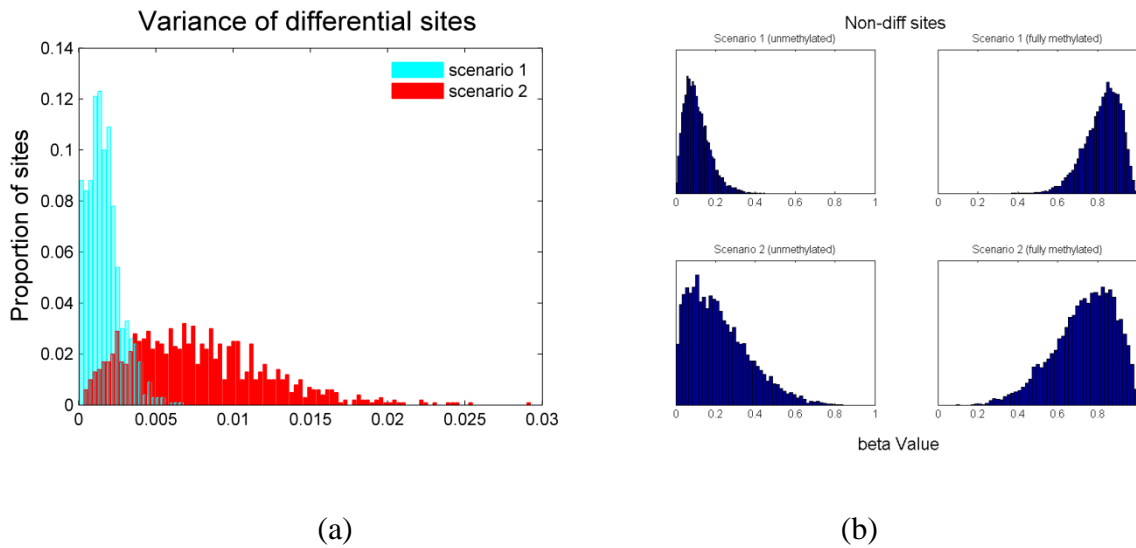 Variance of differential sites
0.14
0.12
0.1
0.08
0.06
0.04
0.02
0
Proportion of sites
scenario 1
scenario 2
0 0.005 0.01 0.015 0.02 0.025 0.03
(a)
Non-diff sites
Scenario 1 (unmethylated) Scenario 1 (fully methylated)
0 0.2 0.4 0.6 0.8 1 0 0.2 0.4 0.6 0.8
Scenario 2 (unmethylated) Scenario 2 (fully methylated)
0 0.2 0.4 0.6 0.8 1 0 0.2 0.4 0.6 0.8
beta Value
(b)